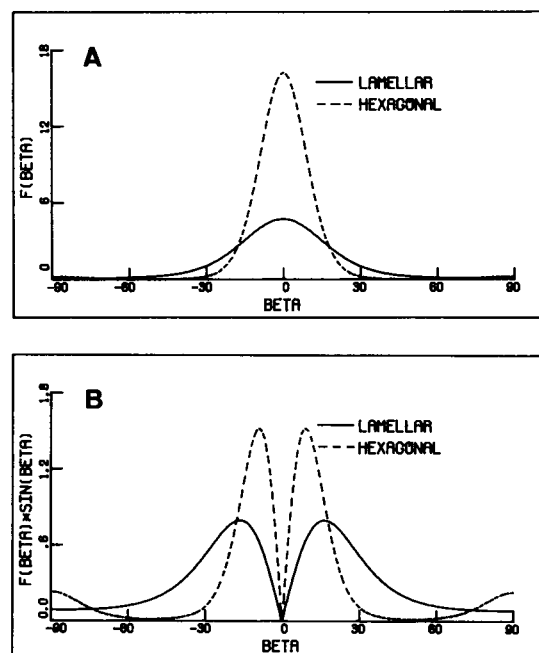 A
18
12
6
0
F(BETA)
LAMELLAR
HEXAGONAL
-90 -60 -30 0 30 60 90
BETA
B
1.8
1.2
.6
0.0
F(BETA)*SIN(BETA)
LAMELLAR
HEXAGONAL
-90 -60 -30 0 30 60 90
BETA